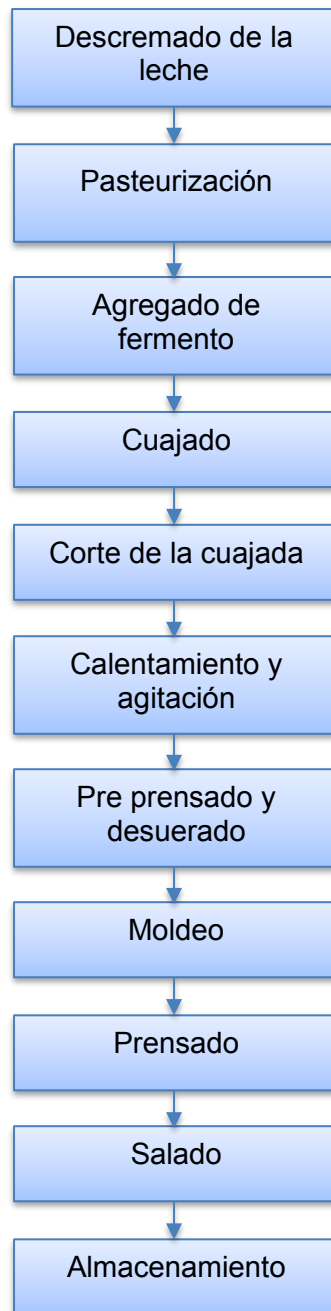 Descremado de la
leche
Pasteurización
Agregado de
fermento
Cuajado
Corte de la cuajada
Calentamiento y
agitación
Pre prensado y
desuerado
Moldeo
Prensado
Salado
Almacenamiento